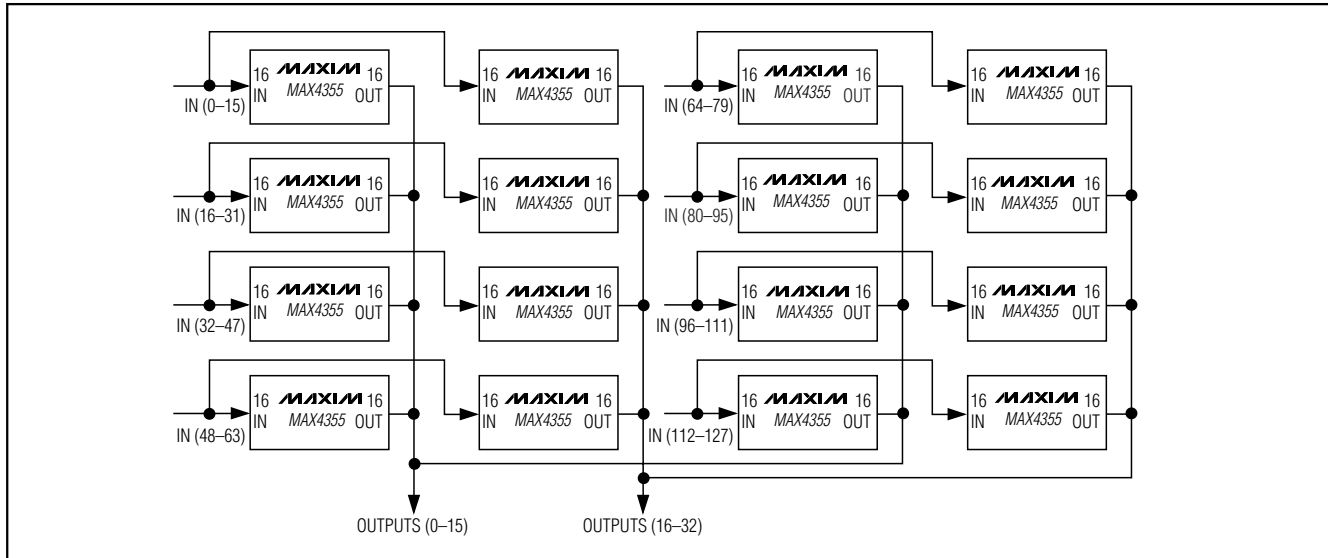 16 MAXIM 16
IN MAX4355 OUT
IN (0–15)
16 MAXIM 16
IN MAX4355 OUT
16 MAXIM 16
IN MAX4355 OUT
IN (64–79)
16 MAXIM 16
IN MAX4355 OUT
16 MAXIM 16
IN MAX4355 OUT
IN (16–31)
16 MAXIM 16
IN MAX4355 OUT
16 MAXIM 16
IN MAX4355 OUT
IN (80–95)
16 MAXIM 16
IN MAX4355 OUT
16 MAXIM 16
IN MAX4355 OUT
IN (32–47)
16 MAXIM 16
IN MAX4355 OUT
16 MAXIM 16
IN MAX4355 OUT
IN (96–111)
16 MAXIM 16
IN MAX4355 OUT
16 MAXIM 16
IN MAX4355 OUT
IN (48–63)
16 MAXIM 16
IN MAX4355 OUT
16 MAXIM 16
IN MAX4355 OUT
IN (112–127)
16 MAXIM 16
IN MAX4355 OUT
OUTPUTS (0–15)
OUTPUTS (16–32)